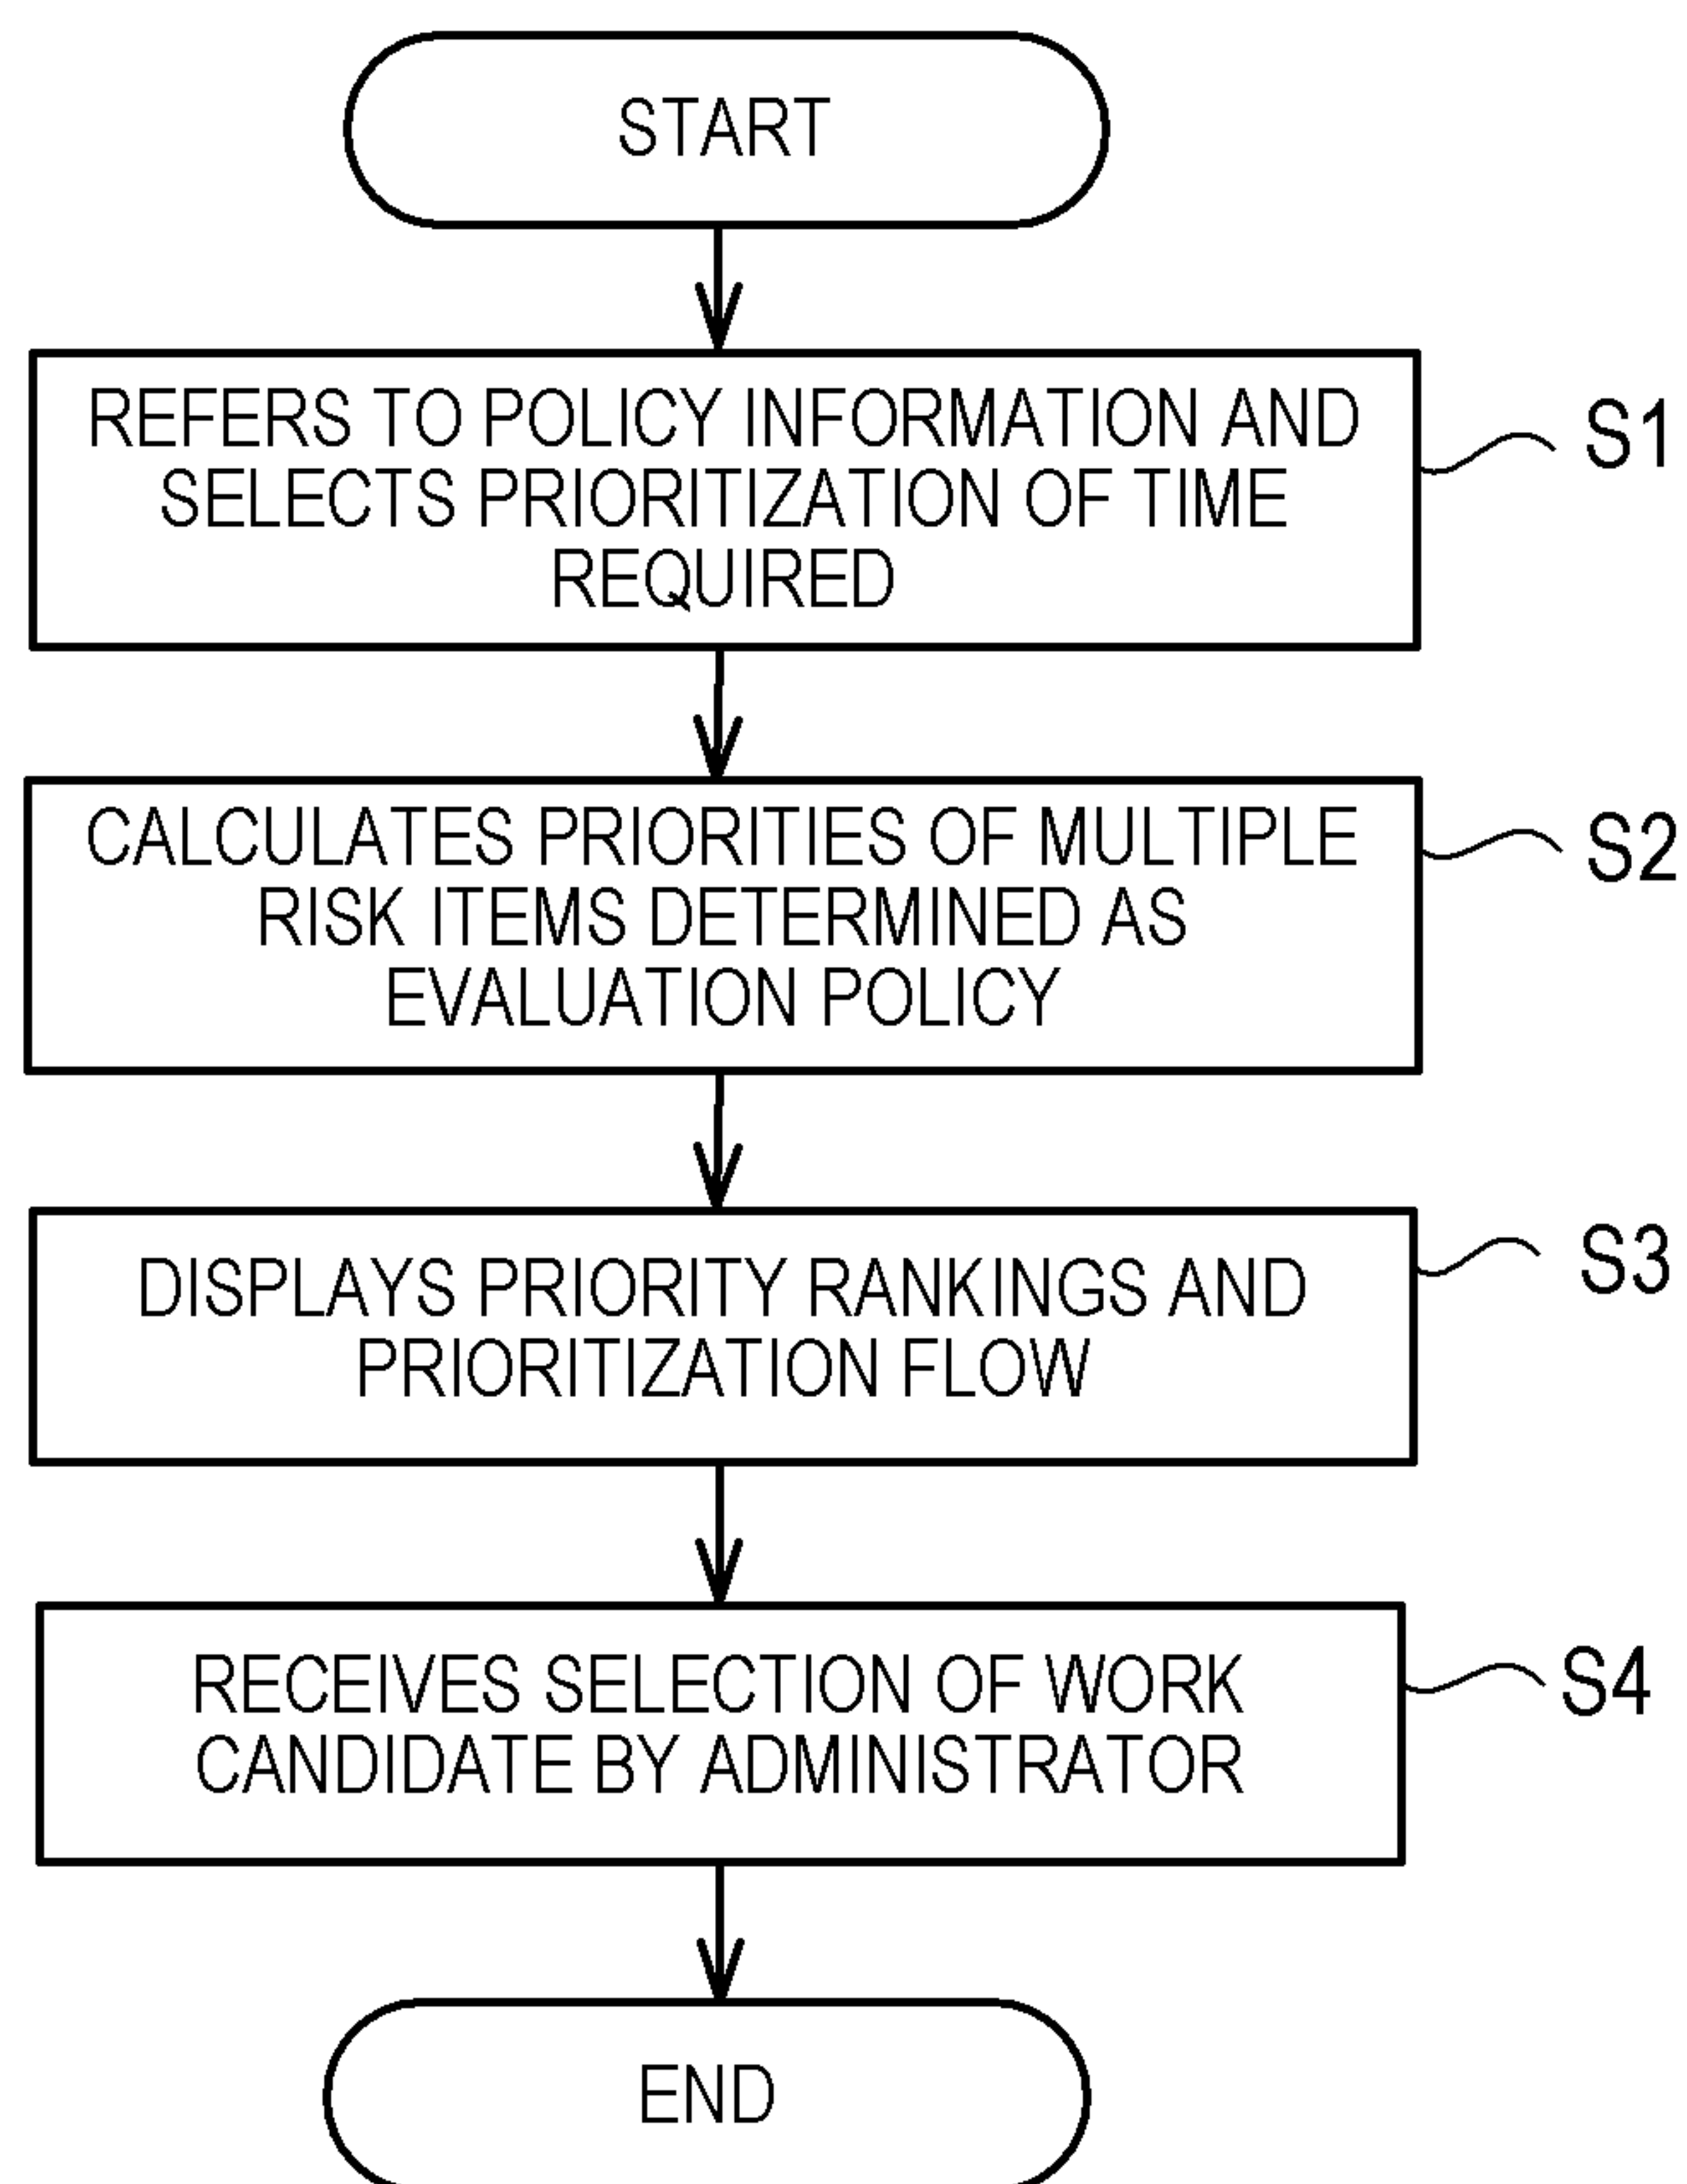 START
REFERS TO POLICY INFORMATION AND
SELECTS PRIORITIZATION OF TIME
REQUIRED
S1
CALCULATES PRIORITIES OF MULTIPLE
RISK ITEMS DETERMINED AS
EVALUATION POLICY
S2
DISPLAYS PRIORITY RANKINGS AND
PRIORITIZATION FLOW
S3
RECEIVES SELECTION OF WORK
CANDIDATE BY ADMINISTRATOR
S4
END